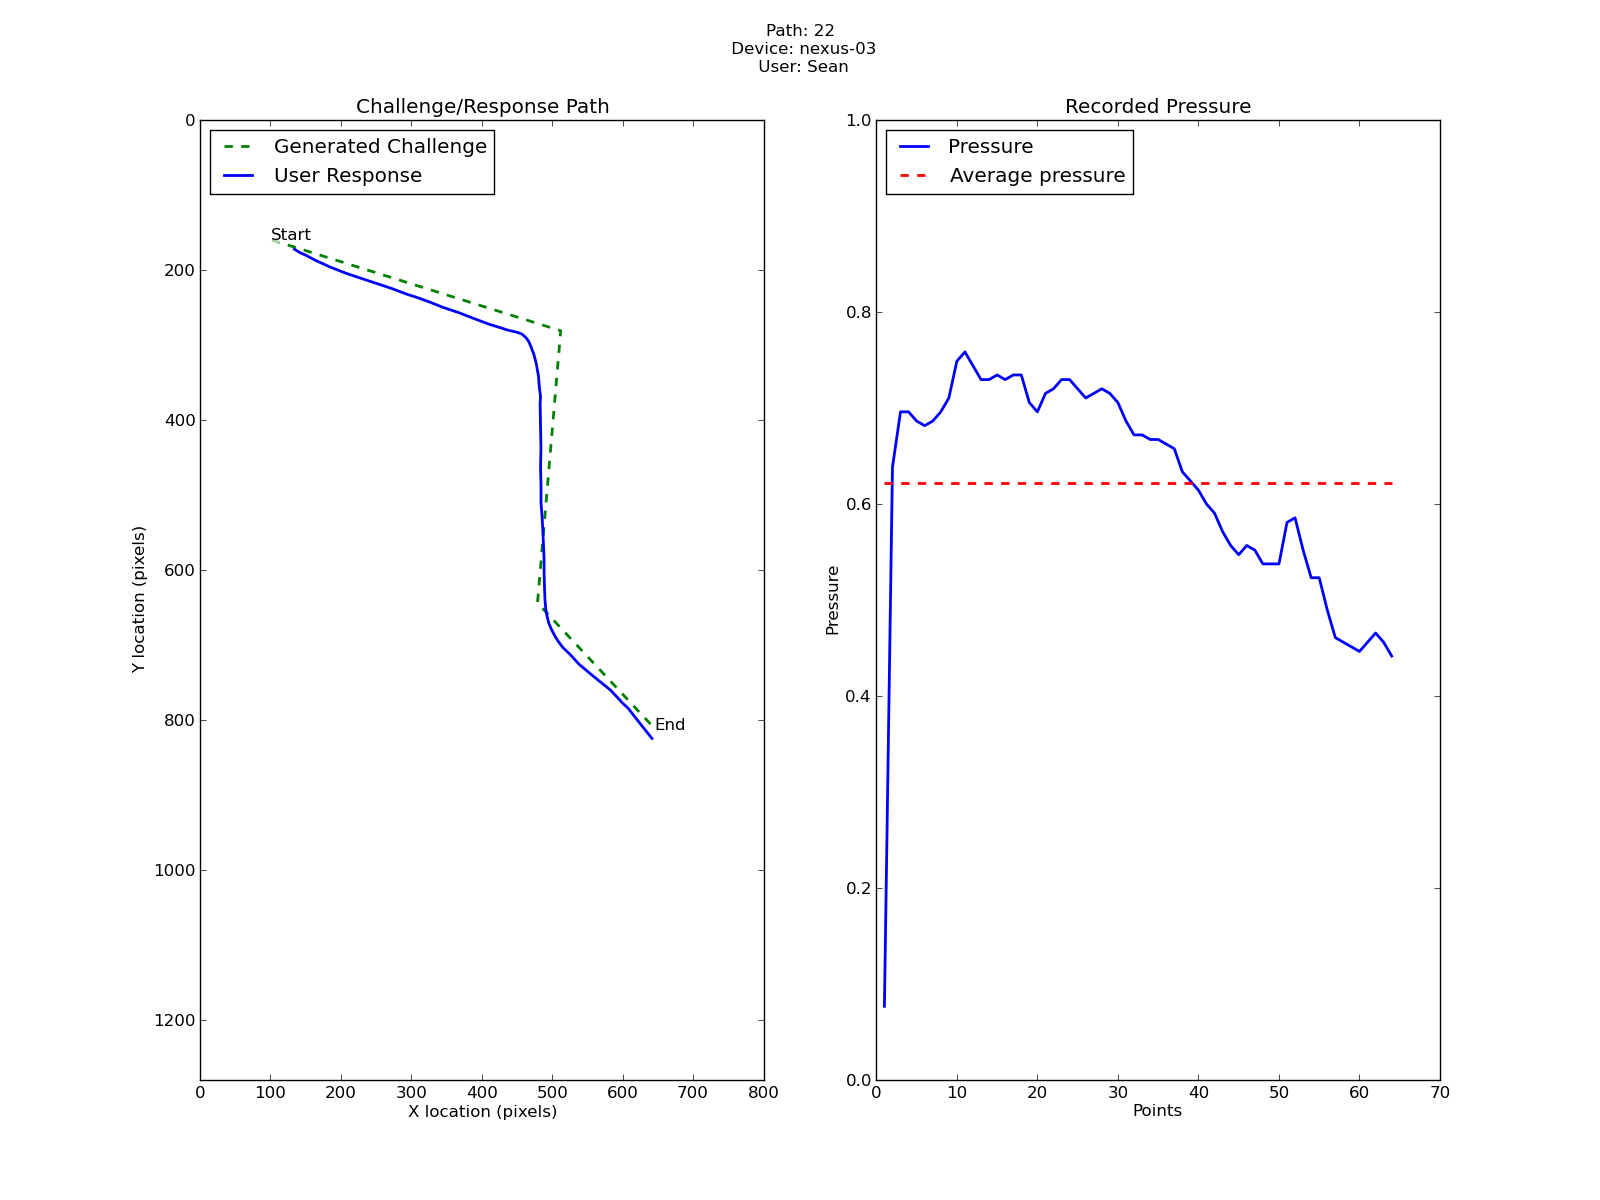 Path: 22
Device: nexus-03
User: Sean
Challenge/Response Path
Generated Challenge
User Response
Start
End
0
200
400
600
800
1000
1200
Y location (pixels)
0 100 200 300 400 500 600 700 800
X location (pixels)
Recorded Pressure
Pressure
Average pressure
1.0
0.8
0.6
0.4
0.2
0.0
Pressure
0 10 20 30 40 50 60 70
Points